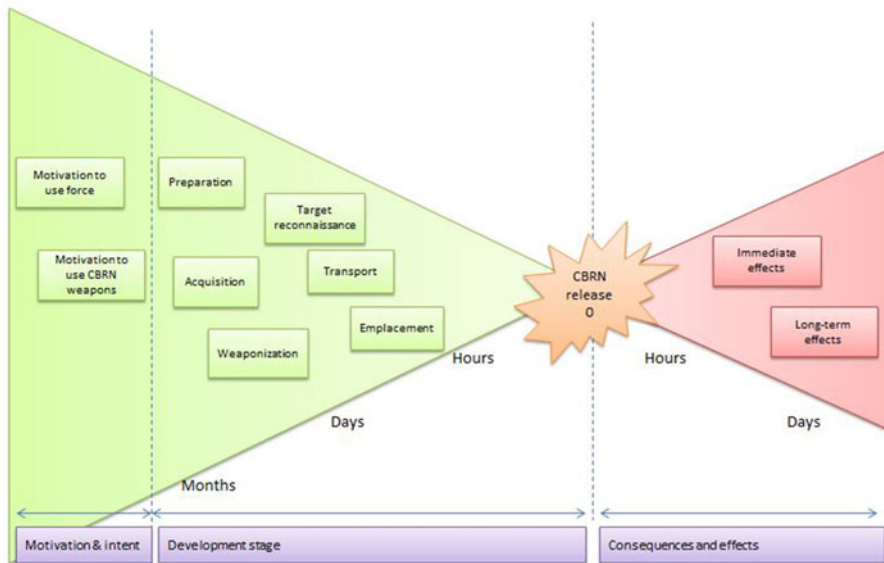 Motivation to
use force
Motivation to
use CBRN
weapons
Preparation
Target
reconnaissance
Acquisition
Transport
Weaponization
Emplacement
CBRN
release
0
Immediate
effects
Long-term
effects
Hours
Hours
Days
Days
Months
Motivation & intent
Development stage
Consequences and effects